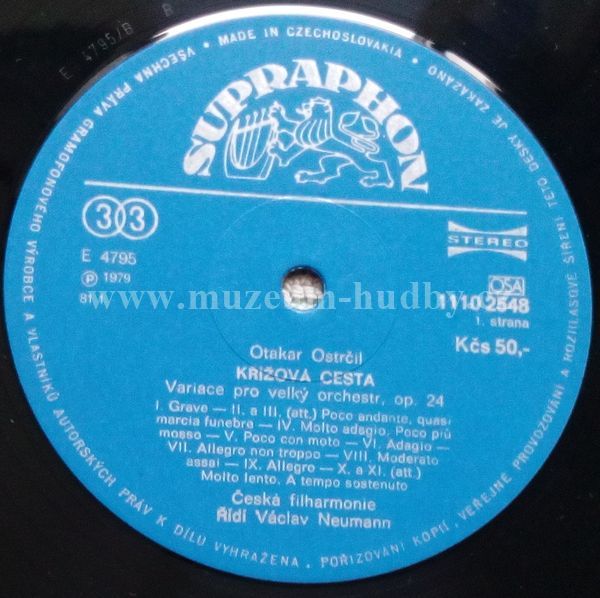 E 4795/B
B
VŠECHNA PRÁVA GRAMOFONOVÉHO VÝROBCE A VLASTNÍKŮ AUTORSKÝCH PRÁV K DÍLU VYHRAŽENA. POŘIZOVÁNÍ KOPIÍ, VEŘEJNÉ PROVOZOVÁNÍ A ROZHLASOVÉ ŠÍŘENÍ TÉTO DESKY JE ZAKÁZÁNO
• MADE IN CZECHOSLOVAKIA •
SUPRAPHON
33
STEREO
E 4795
Ⓟ 1979
OSA
www.muzeum-hudby
1110 2548
1. strana
Kčs 50,-
Otakar Ostrčil
KŘÍŽOVÁ CESTA
Variace pro velký orchestr, op. 24
I. Grave — II. a III. (att.) Poco andante, quasi
marcia funebre — IV. Molto adagio. Poco più
mosso — V. Poco con moto — VI. Adagio —
VII. Allegro non troppo — VIII. Moderato
assai — IX. Allegro — X. a XI. (att.)
Molto lento. A tempo sostenuto
Česká filharmonie
Řídí Václav Neumann